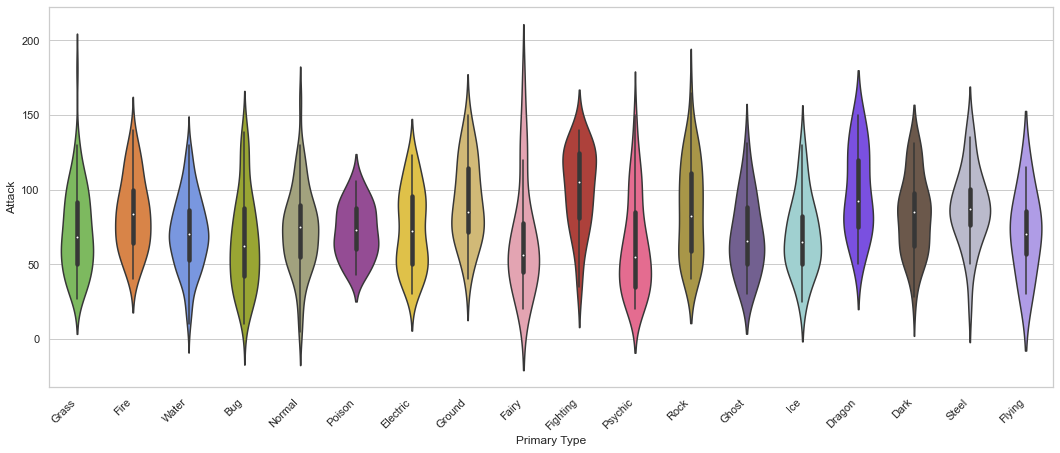 200
150
100
50
0
Attack
Grass
Fire
Water
Bug
Normal
Poison
Electric
Ground
Fairy
Fighting
Psychic
Rock
Ghost
Ice
Dragon
Dark
Steel
Flying
Primary Type